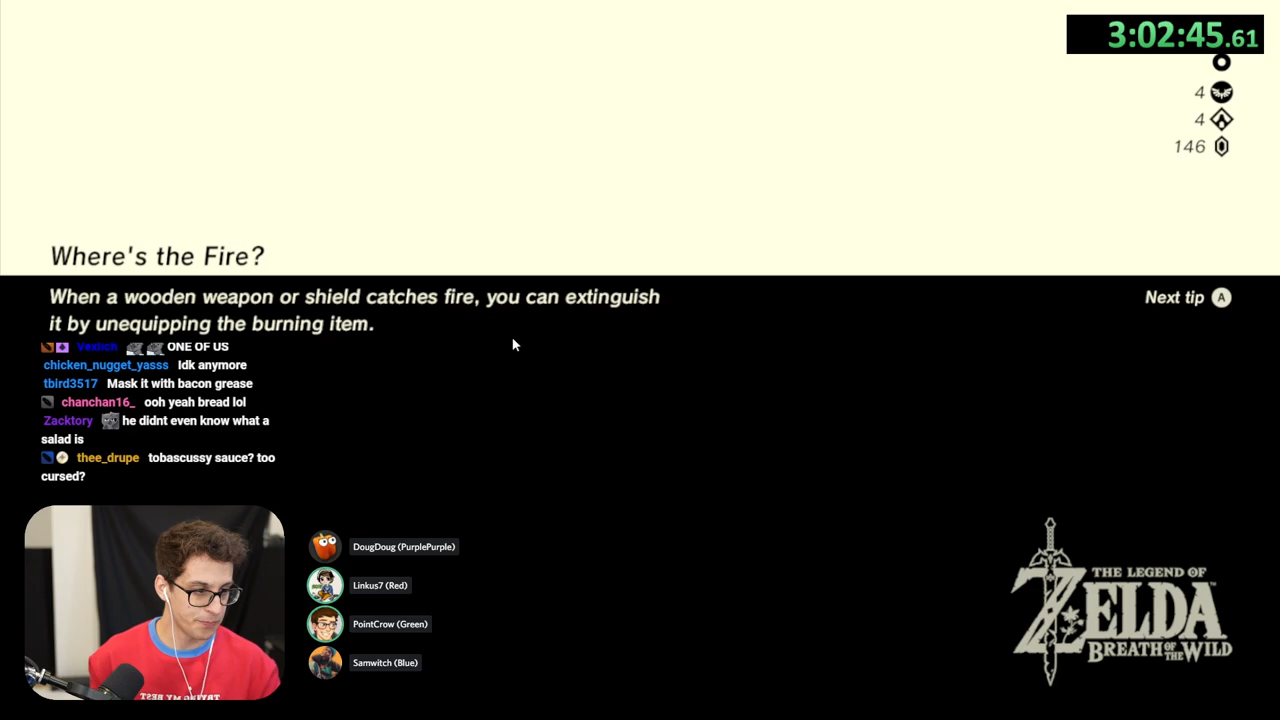 3:02:45.61
4
4
146
Where's the Fire?
When a wooden weapon or shield catches fire, you can extinguish
it by unequipping the burning item.
Next tip A
ONE OF US
chicken_nugget_yasss Idk anymore
tbird3517 Mask it with bacon grease
chanchan16_ ooh yeah bread lol
Zacktory he didnt even know what a
salad is
thee_drupe tobascussy sauce? too
cursed?
DougDoug (PurplePurple)
Linkus7 (Red)
PointCrow (Green)
Samwitch (Blue)
THE LEGEND OF
ZELDA
BREATH OF THE WILD